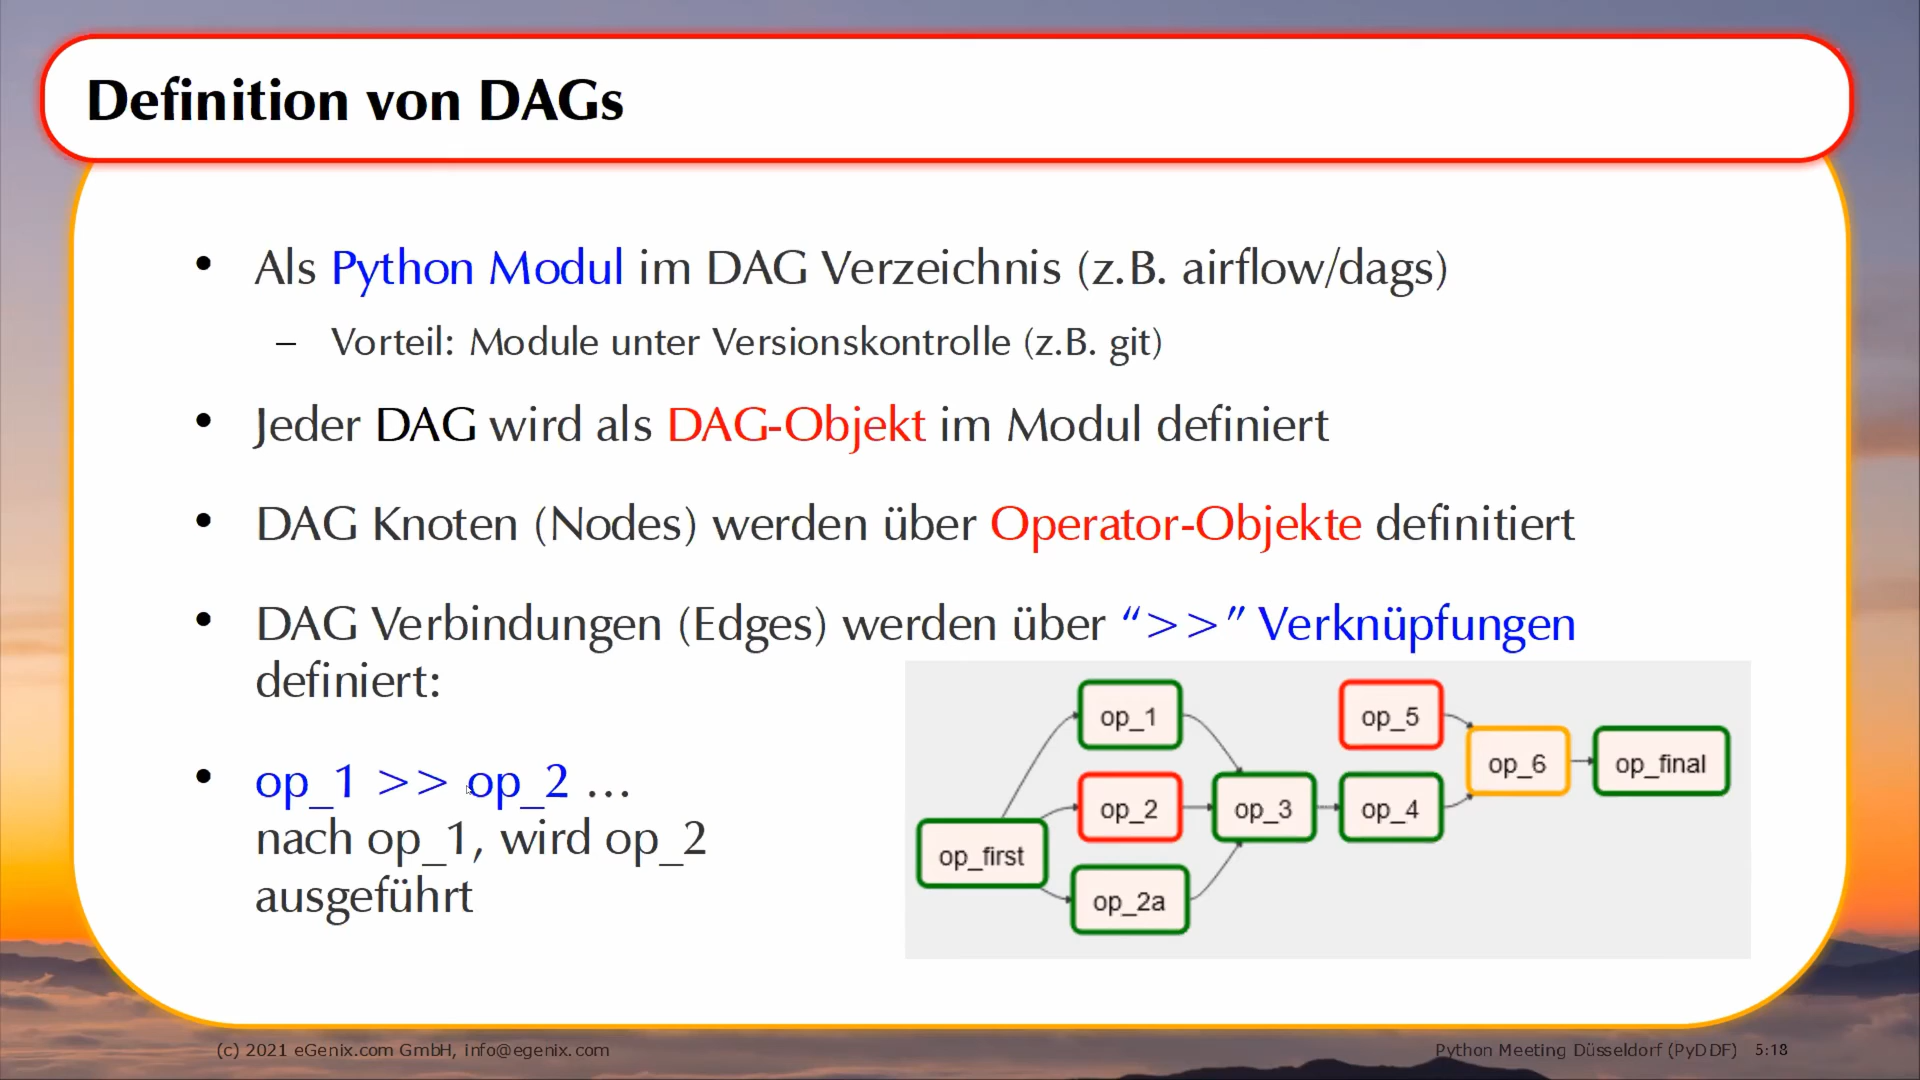 Definition von DAGs
• Als Python Modul im DAG Verzeichnis (z.B. airflow/dags)
– Vorteil: Module unter Versionskontrolle (z.B. git)
• Jeder DAG wird als DAG-Objekt im Modul definiert
• DAG Knoten (Nodes) werden über Operator-Objekte definitiert
• DAG Verbindungen (Edges) werden über “>>” Verknüpfungen
definiert:
• op_1 >> op_2 …
nach op_1, wird op_2
ausgeführt
op_1
op_5
op_6
op_final
op_2
op_3
op_4
op_first
op_2a
(c) 2021 eGenix.com GmbH, info@egenix.com
Python Meeting Düsseldorf (PyDDF) 5:18